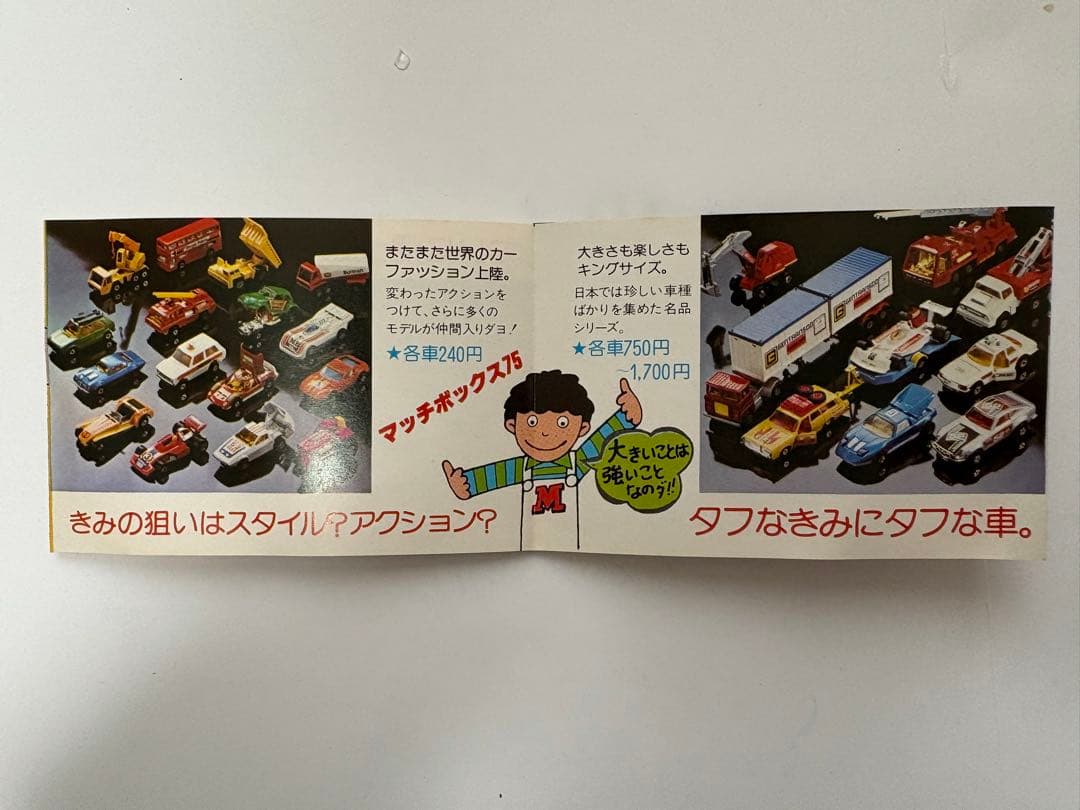 またまた世界のカー
ファッション上陸。
変わったアクションを
つけて、さらに多くの
モデルが仲間入りダヨ!
★各車240円
マッチボックス75
きみの狙いはスタイル?アクション?
大きさも楽しさも
キングサイズ。
日本では珍しい車種
ばかりを集めた名品
シリーズ。
★各車750円
~1,700円
大きいことは
強いこと
なのダ!!
M
タフなきみにタフな車。